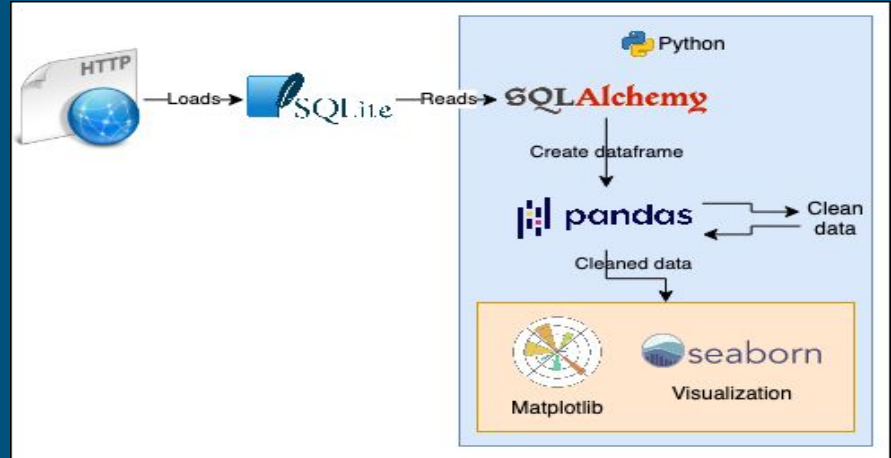 HTTP
Loads
SQLite
Reads
Python
SQLAlchemy
Create dataframe
pandas
Clean
data
Cleaned data
seaborn
Matplotlib
Visualization